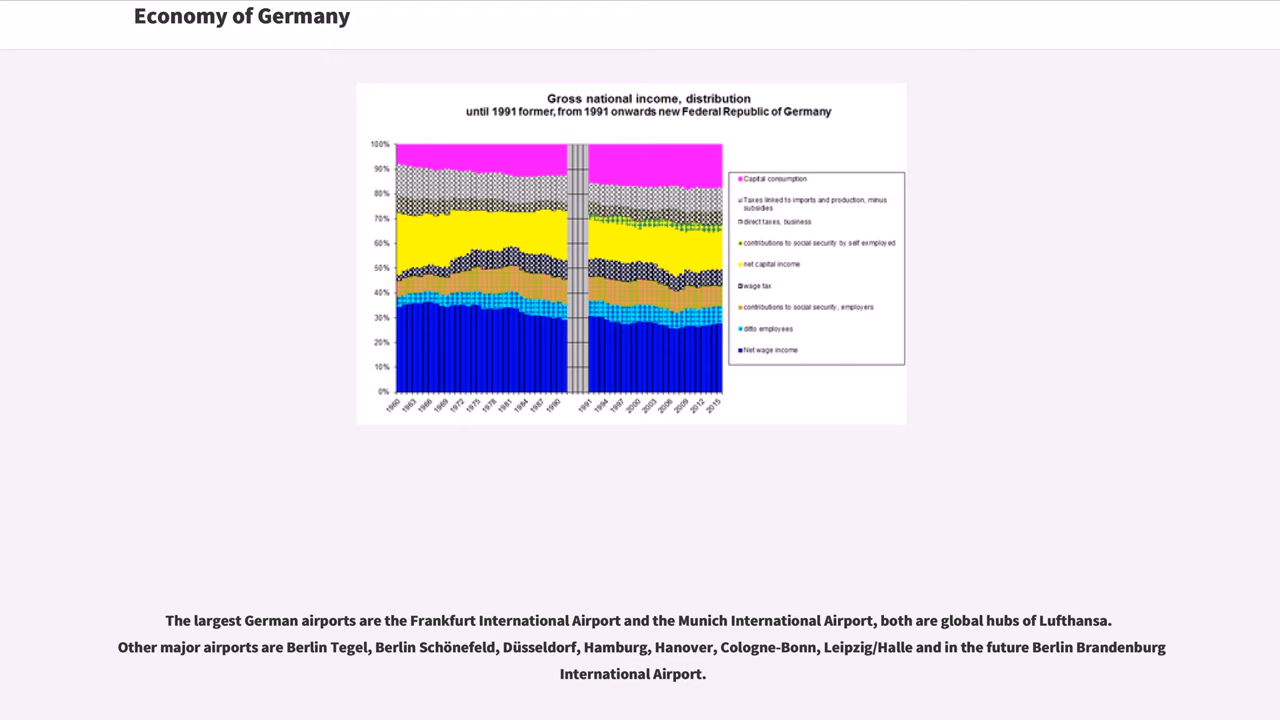 Economy of Germany
Gross national income, distribution
until 1991 former, from 1991 onwards new Federal Republic of Germany
100%
90%
80%
70%
60%
50%
40%
30%
20%
10%
0%
1960 1963 1966 1969 1972 1975 1978 1981 1984 1987 1990 1991 1994 1997 2000 2003 2006 2009 2012 2015
Capital consumption
Taxes linked to imports and production, minus
subsidies
direct taxes, business
contributions to social security by self exmployed
net capital income
wage tax
contributions to social security, employers
ditto employees
Net wage income
The largest German airports are the Frankfurt International Airport and the Munich International Airport, both are global hubs of Lufthansa.
Other major airports are Berlin Tegel, Berlin Schönefeld, Düsseldorf, Hamburg, Hanover, Cologne-Bonn, Leipzig/Halle and in the future Berlin Brandenburg
International Airport.